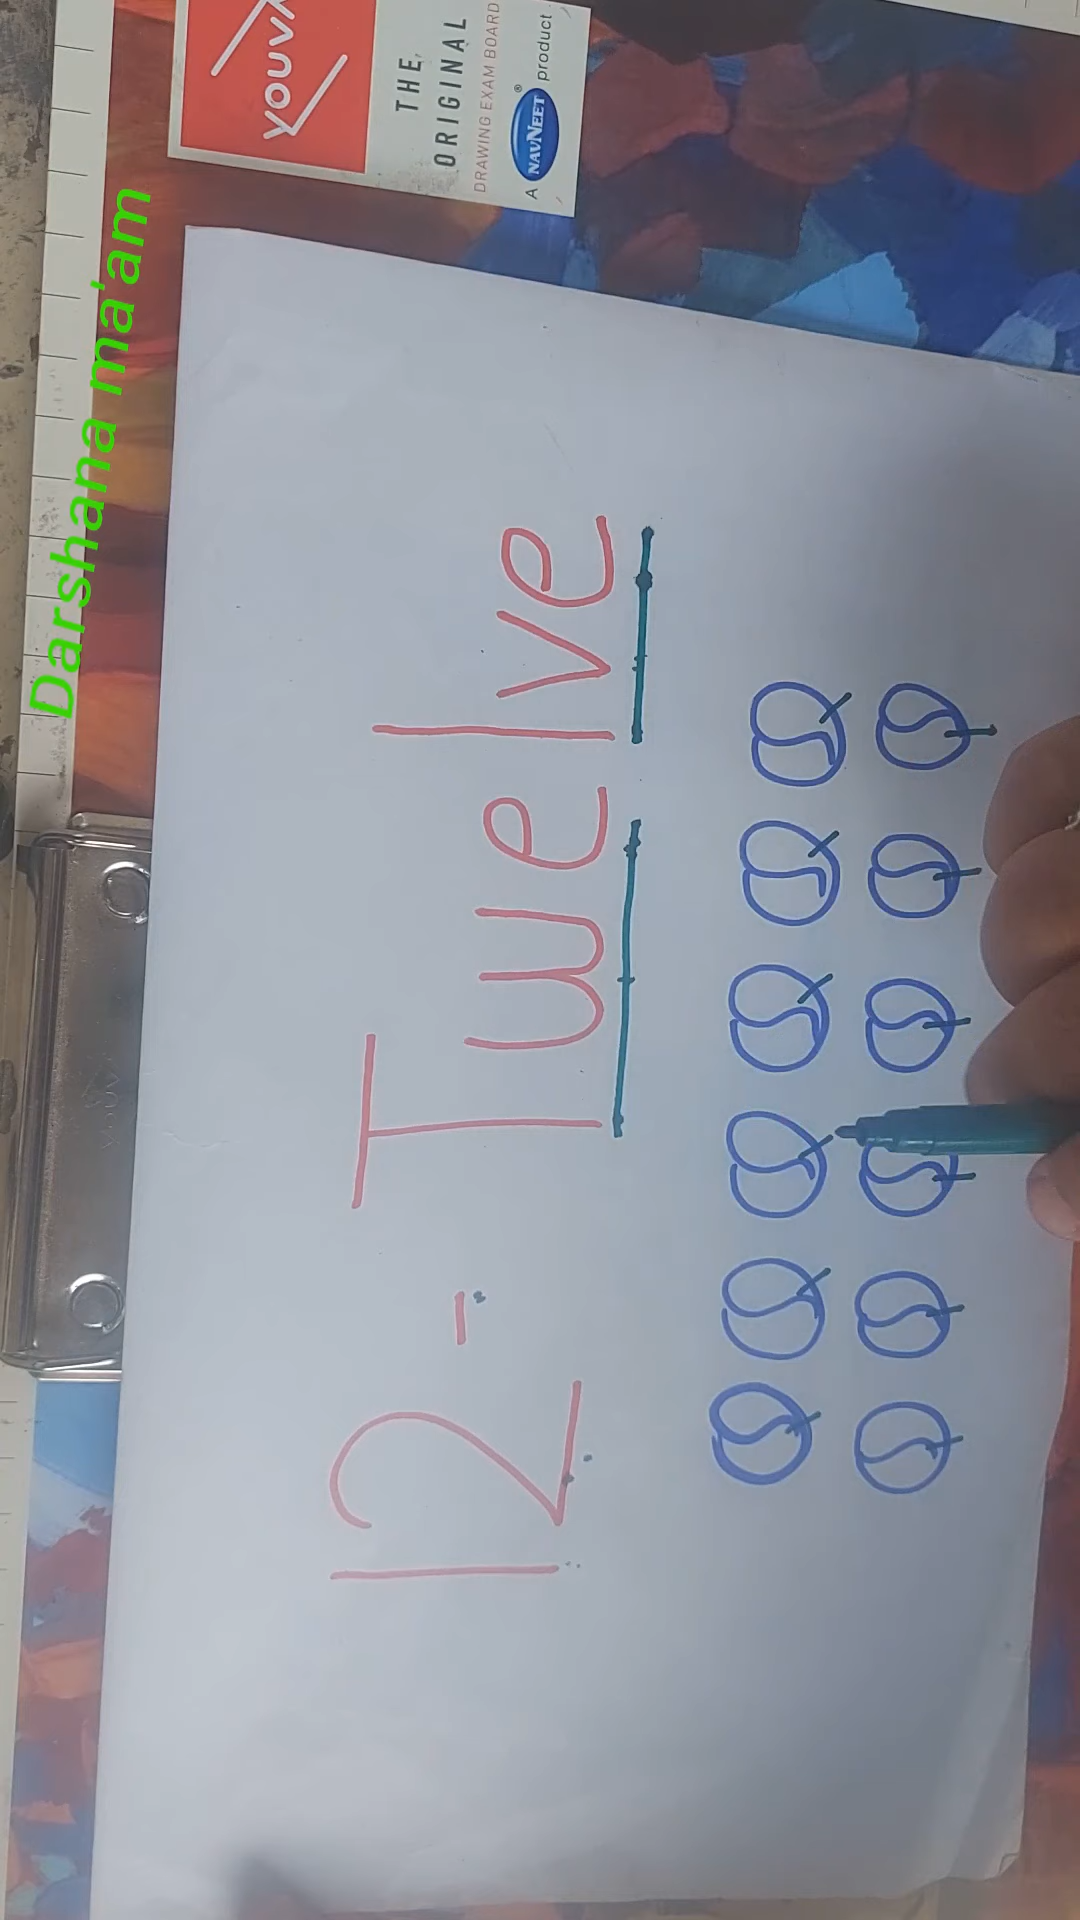 Darshana ma'am
YOUVA
THE
ORIGINAL
DRAWING EXAM BOARD
A NAVNEET® product
12 - Twelve